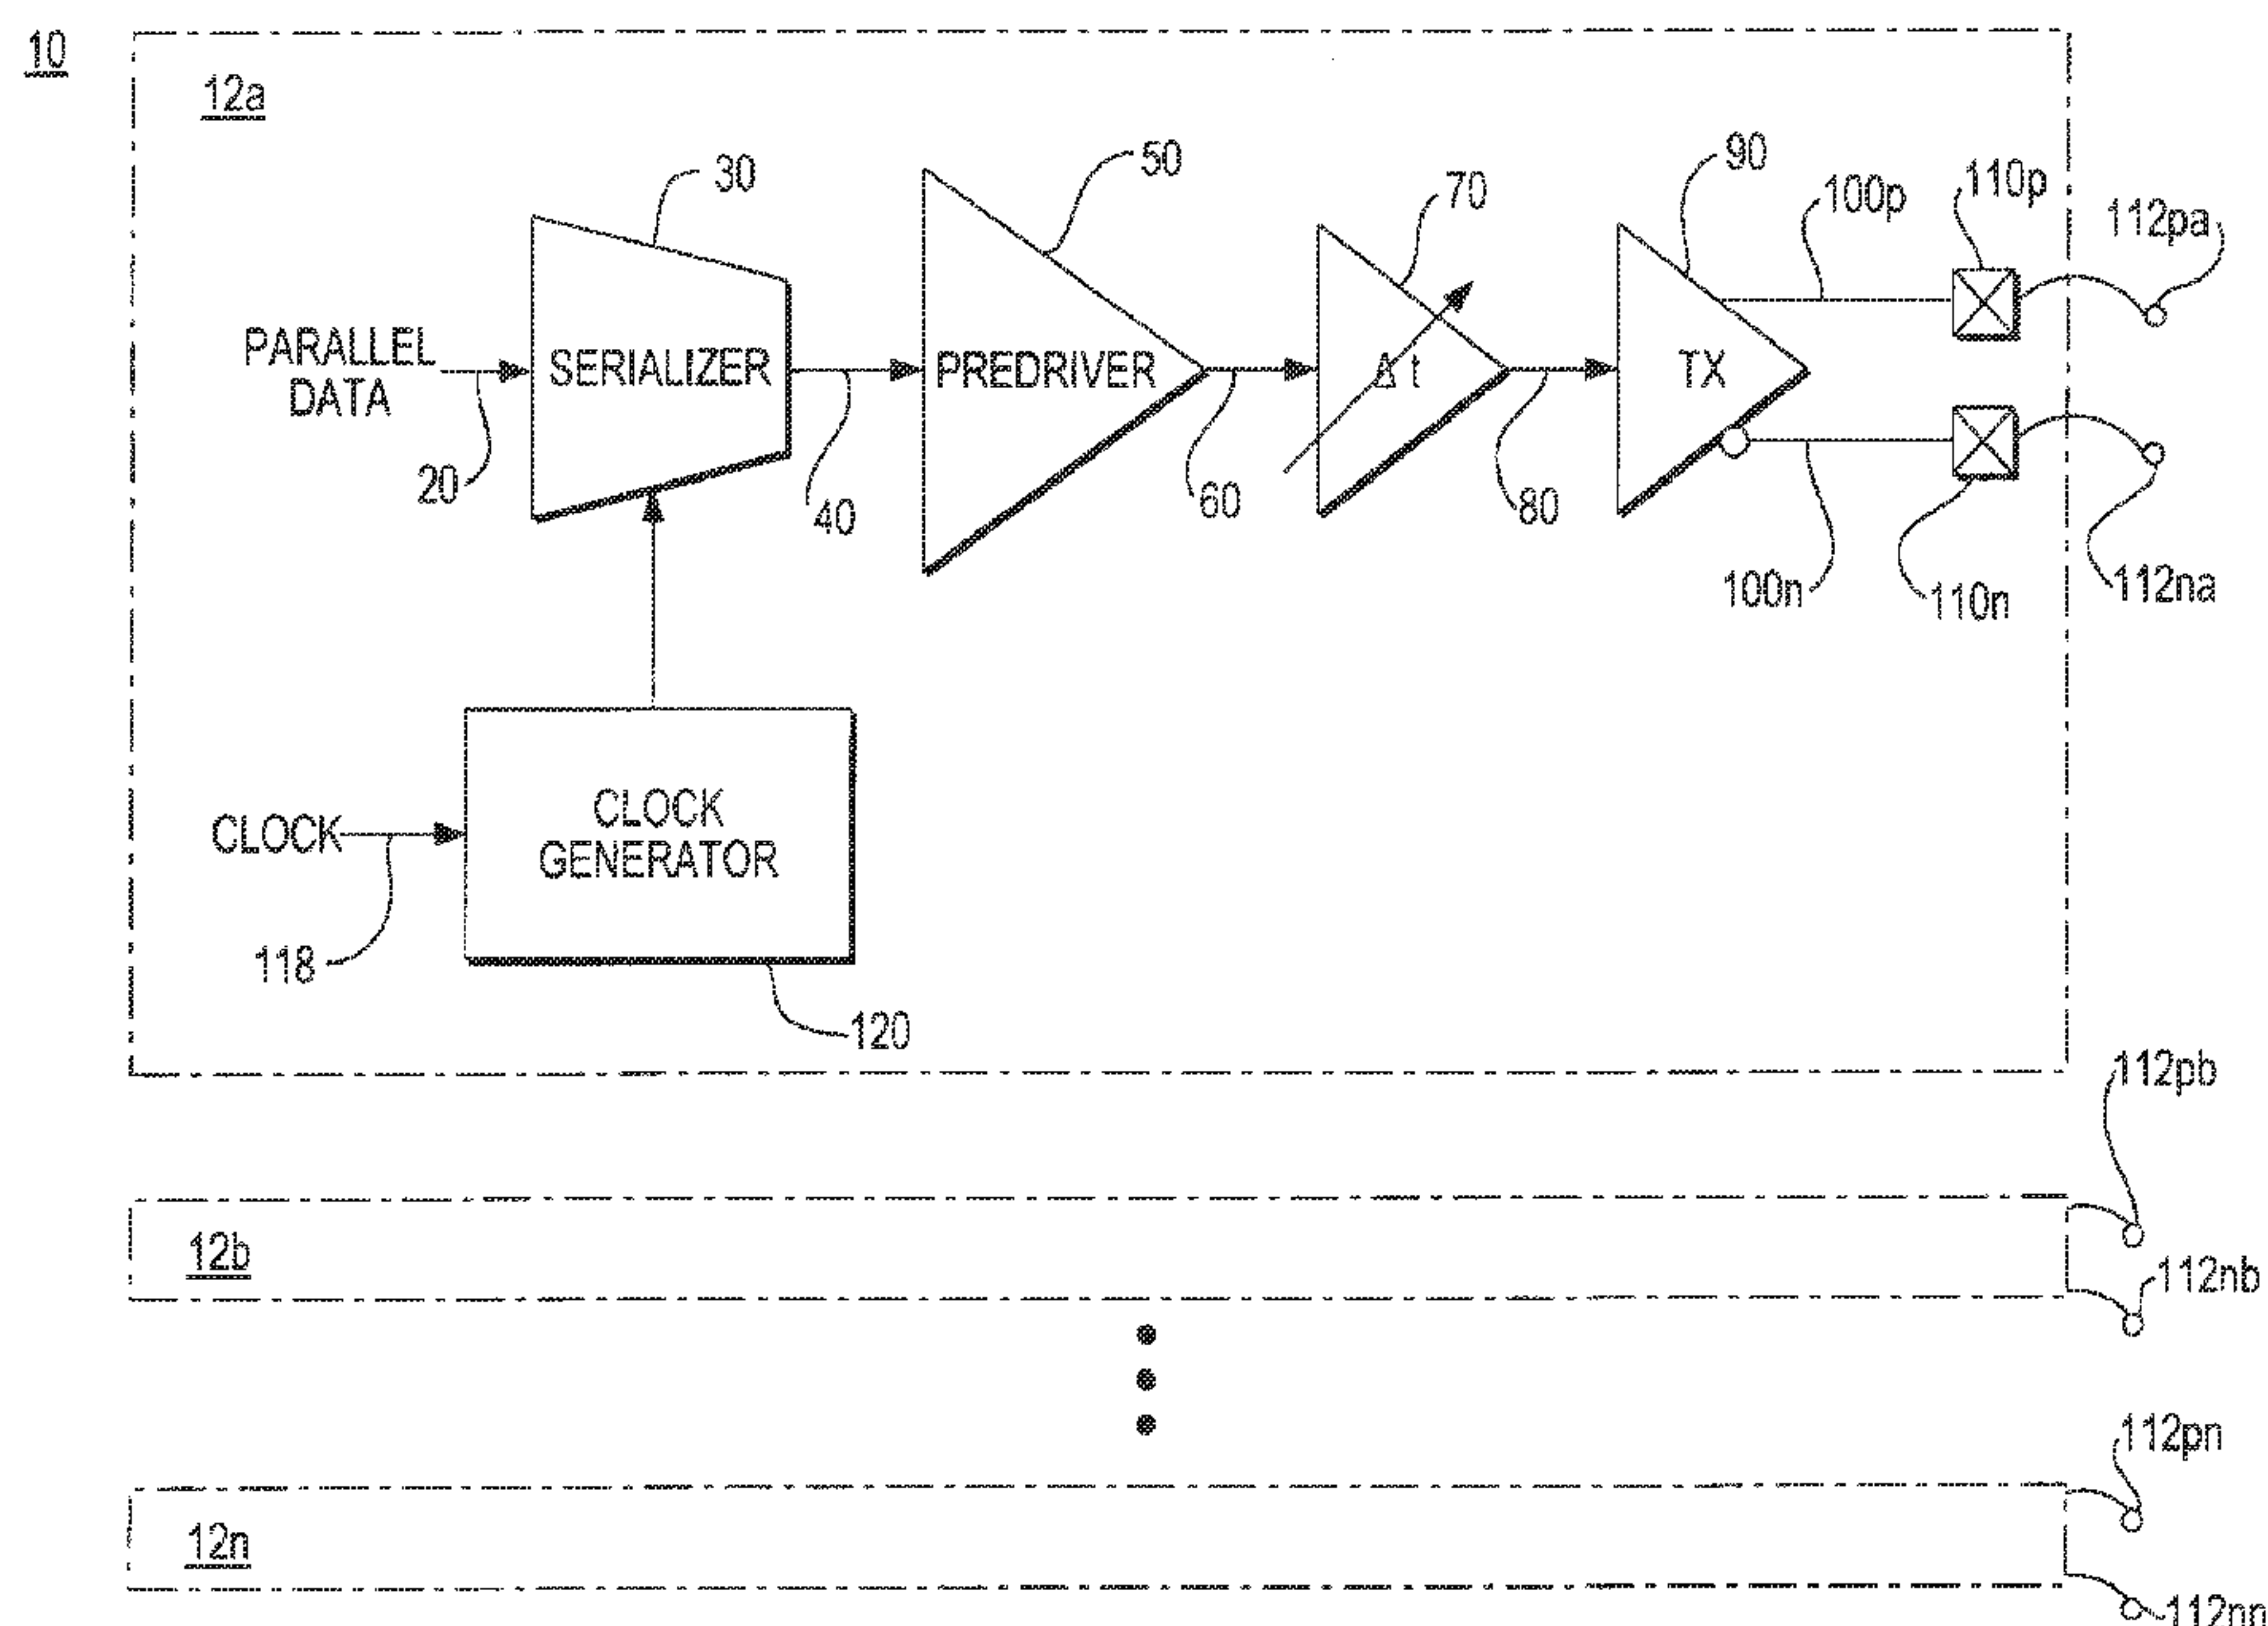 10
12a
30
50
70
90
100p
110p
112pa
PARALLEL
DATA
SERIALIZER
PREDRIVER
Δ t
TX
20
40
60
80
100n
110n
112na
CLOCK
CLOCK
GENERATOR
118
120
112pb
12b
112nb
112pn
12n
112nn